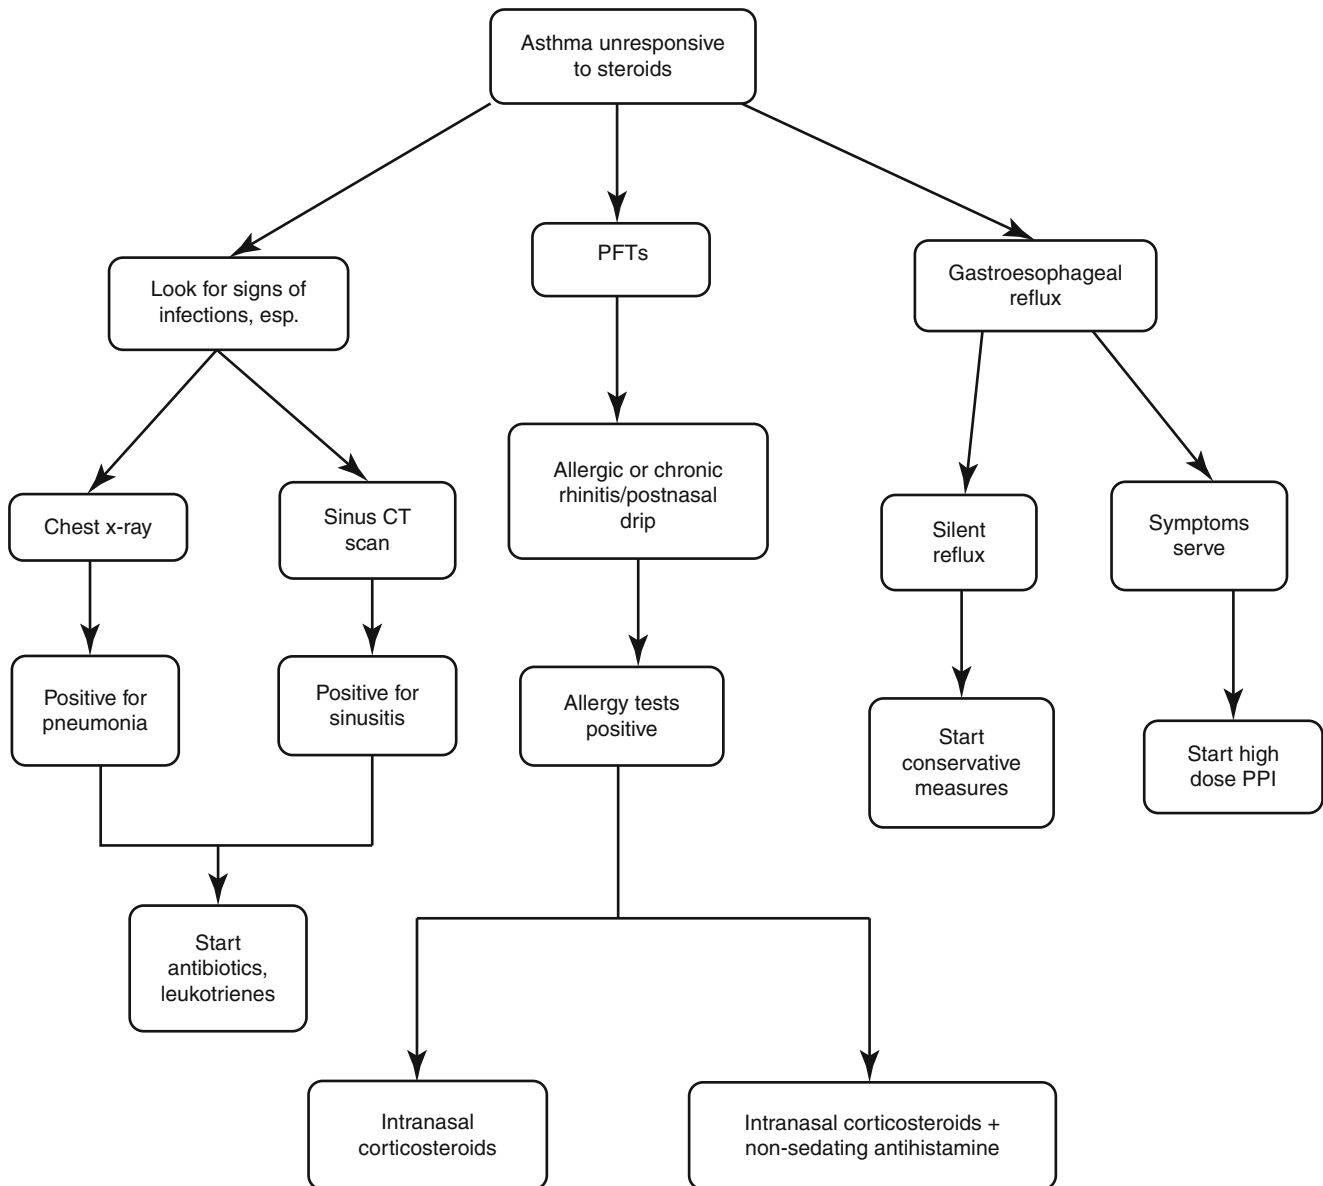 Asthma unresponsive
to steroids
Look for signs of
infections, esp.
PFTs
Gastroesophageal
reflux
Chest x-ray
Sinus CT
scan
Allergic or chronic
rhinitis/postnasal
drip
Silent
reflux
Symptoms
serve
Positive for
pneumonia
Positive for
sinusitis
Allergy tests
positive
Start
conservative
measures
Start high
dose PPI
Start
antibiotics,
leukotrienes
Intranasal
corticosteroids
Intranasal corticosteroids +
non-sedating antihistamine